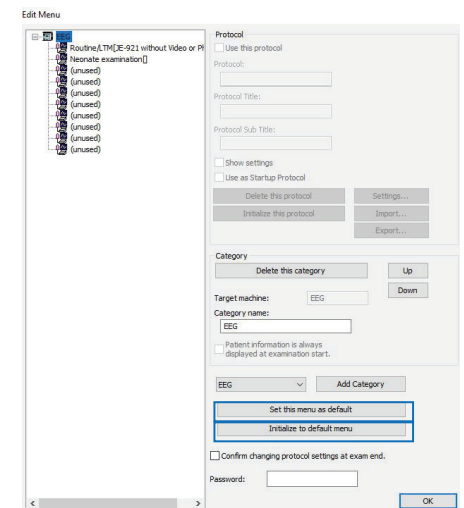 Edit Menu
EEG
Routine/LTM[JE-921 without Video or Ph
Neonate examination[]
(unused)
(unused)
(unused)
(unused)
(unused)
(unused)
(unused)
(unused)
Protocol
Use this protocol
Protocol:
Protocol Title:
Protocol Sub Title:
Show settings
Use as Startup Protocol
Delete this protocol
Settings...
Initialize this protocol
Import...
Export...
Category
Delete this category
Up
Down
Target machine:
EEG
Category name:
EEG
Patient information is always
displayed at examination start.
EEG
Add Category
Set this menu as default
Initialize to default menu
Confirm changing protocol settings at exam end.
Password:
OK